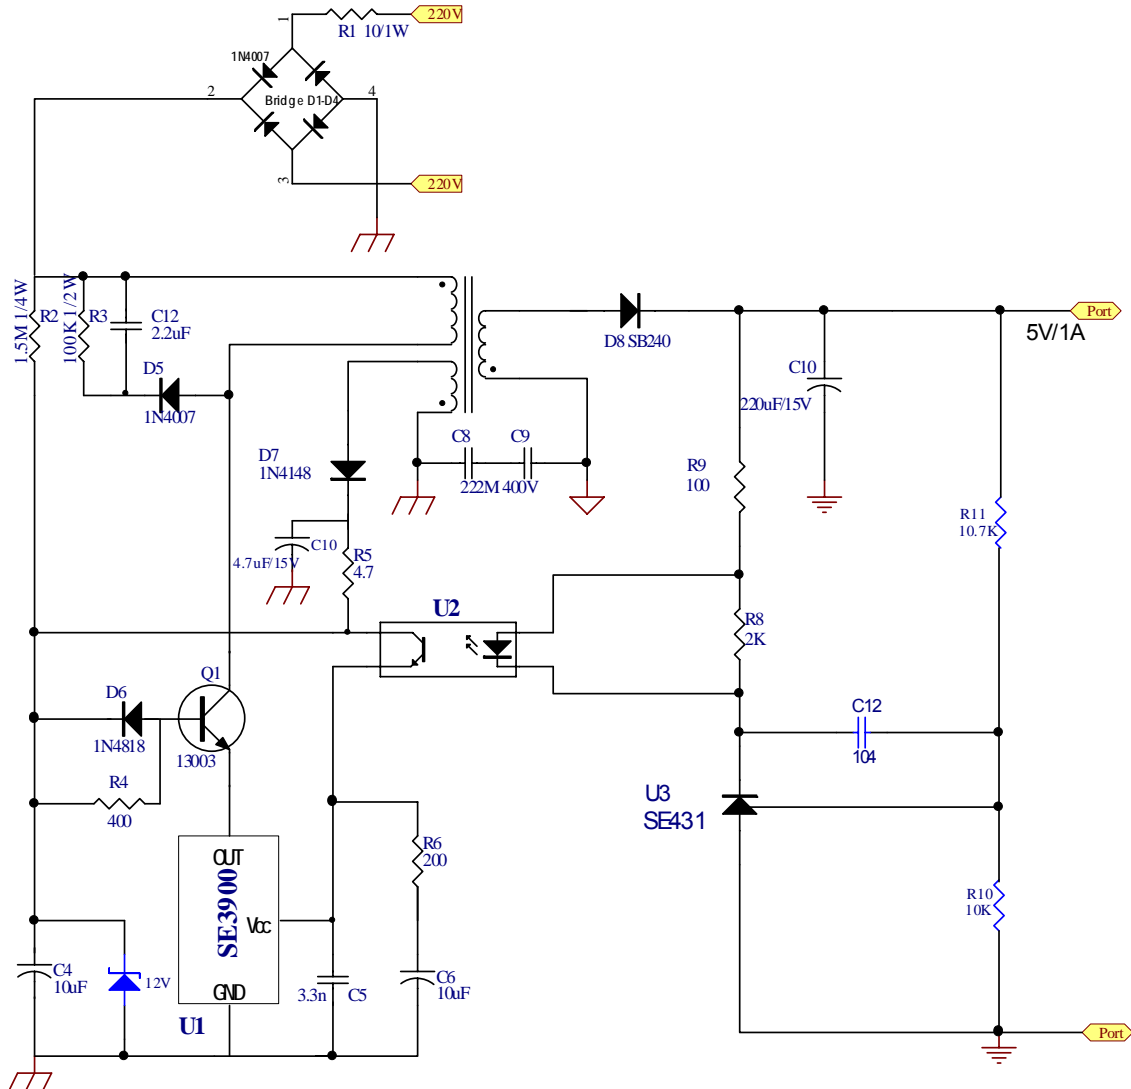 1
220V
R1 10/1W
1N4007
2
Bridge D1-D4
4
3
220V
1.5M 1/4W
R2
100K 1/2W
R3
C12
2.2uF
D5
1N4007
D8 SB240
Port
5V/1A
C10
220uF/15V
C8
C9
222M 400V
D7
1N4148
R9
100
R11
10.7K
C10
4.7uF/15V
R5
4.7
U2
R8
2K
Q1
D6
1N4818
13003
C12
104
R4
400
U3
SE431
R6
200
OUT
SE3900
Vcc
GND
U1
R10
10K
C4
10uF
12V
3.3n
C5
C6
10uF
Port